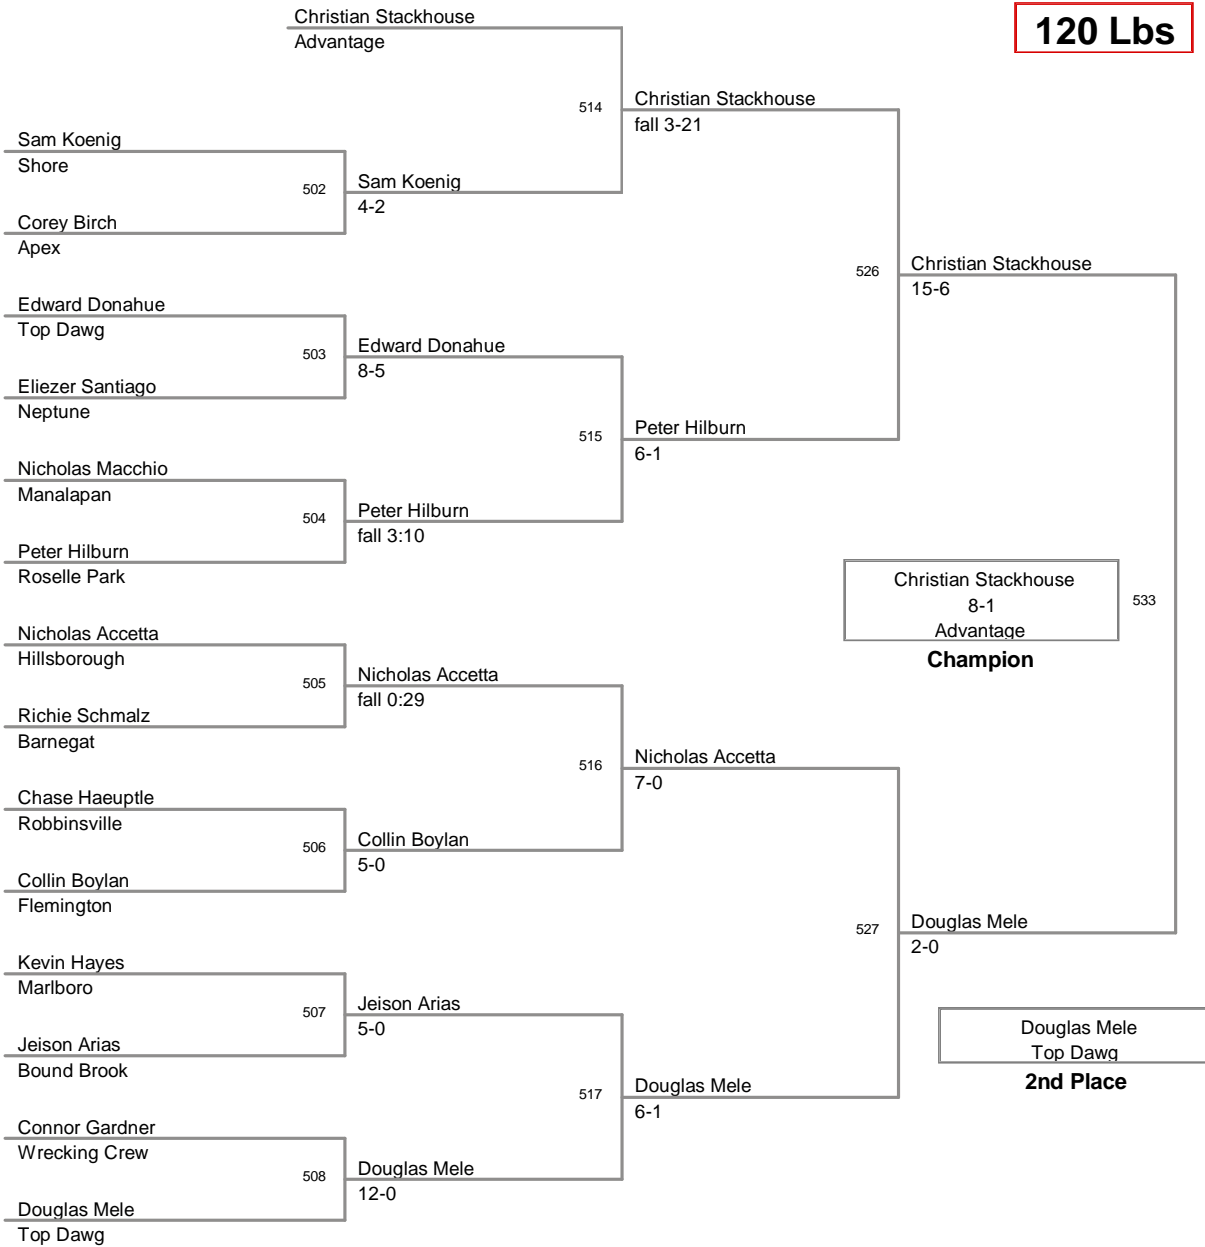 Christian Stackhouse
Advantage
120 Lbs
514
Christian Stackhouse
fall 3-21
Sam Koenig
Shore
502
Sam Koenig
4-2
Corey Birch
Apex
526
Christian Stackhouse
15-6
Edward Donahue
Top Dawg
503
Edward Donahue
8-5
Eliezer Santiago
Neptune
515
Peter Hilburn
6-1
Nicholas Macchio
Manalapan
504
Peter Hilburn
fall 3:10
Peter Hilburn
Roselle Park
Christian Stackhouse
8-1
Advantage
Champion
533
Nicholas Accetta
Hillsborough
505
Nicholas Accetta
fall 0:29
Richie Schmalz
Barnegat
516
Nicholas Accetta
7-0
Chase Haeuptle
Robbinsville
506
Collin Boylan
5-0
Collin Boylan
Flemington
527
Douglas Mele
2-0
Kevin Hayes
Marlboro
507
Jeison Arias
5-0
Jeison Arias
Bound Brook
Douglas Mele
Top Dawg
2nd Place
517
Douglas Mele
6-1
Connor Gardner
Wrecking Crew
508
Douglas Mele
12-0
Douglas Mele
Top Dawg